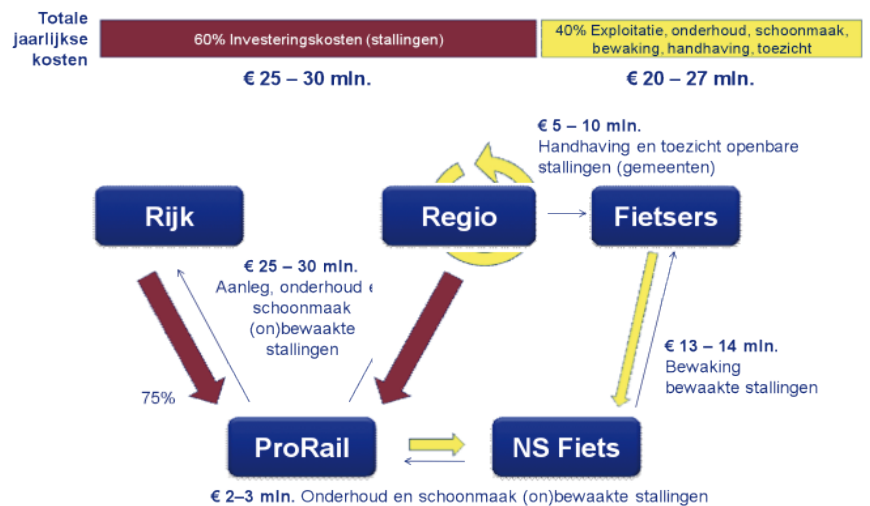 Totale
jaarlijkse
kosten
60% Investeringskosten (stallingen)
40% Exploitatie, onderhoud, schoonmaak,
bewaking, handhaving, toezicht
€ 25 – 30 mln.
€ 20 – 27 mln.
€ 5 – 10 mln.
Handhaving en toezicht openbare
stallingen (gemeenten)
Rijk
Regio
Fietsers
€ 25 – 30 mln.
Aanleg, onderhoud
schoonmaak
(on)bewaakte
stallingen
€ 13 – 14 mln.
Bewaking
bewaakte stallingen
75%
ProRail
NS Fiets
€ 2–3 mln. Onderhoud en schoonmaak (on)bewaakte stallingen